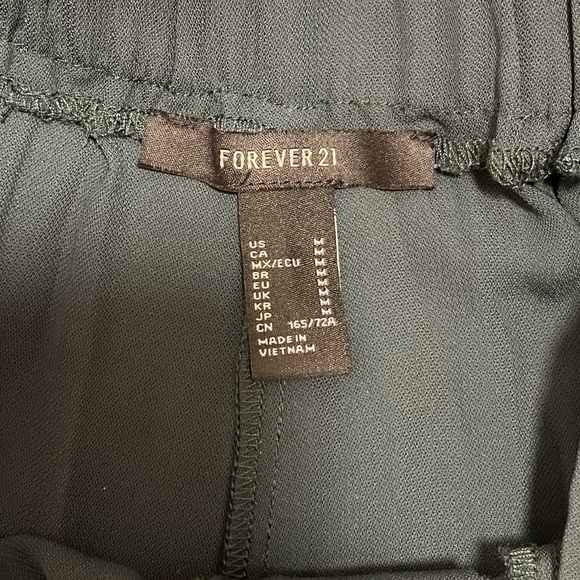 FOREVER 21
US M
CA M
MX/ECU M
BR M
EU M
UK M
KR M
JP M
CN 165/72A
MADE IN
VIETNAM